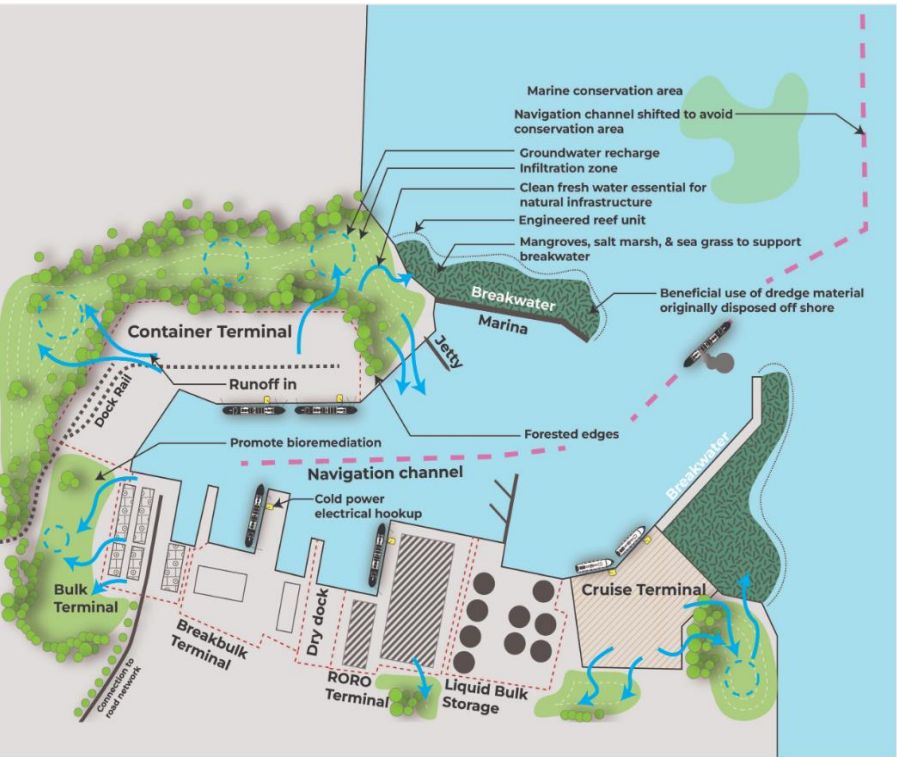 Marine conservation area
Navigation channel shifted to avoid
conservation area
Groundwater recharge
Infiltration zone
Clean fresh water essential for
natural infrastructure
Engineered reef unit
Mangroves, salt marsh, & sea grass to support
breakwater
Beneficial use of dredge material
originally disposed off shore
Breakwater
Marina
Container Terminal
Jetty
Runoff in
Dock Rail
Forested edges
Promote bioremediation
Navigation channel
Breakwater
Cold power
electrical hookup
Bulk
Terminal
Breakbulk
Terminal
Dry dock
Cruise Terminal
RORO
Terminal
Liquid Bulk
Storage
Connection to
road network